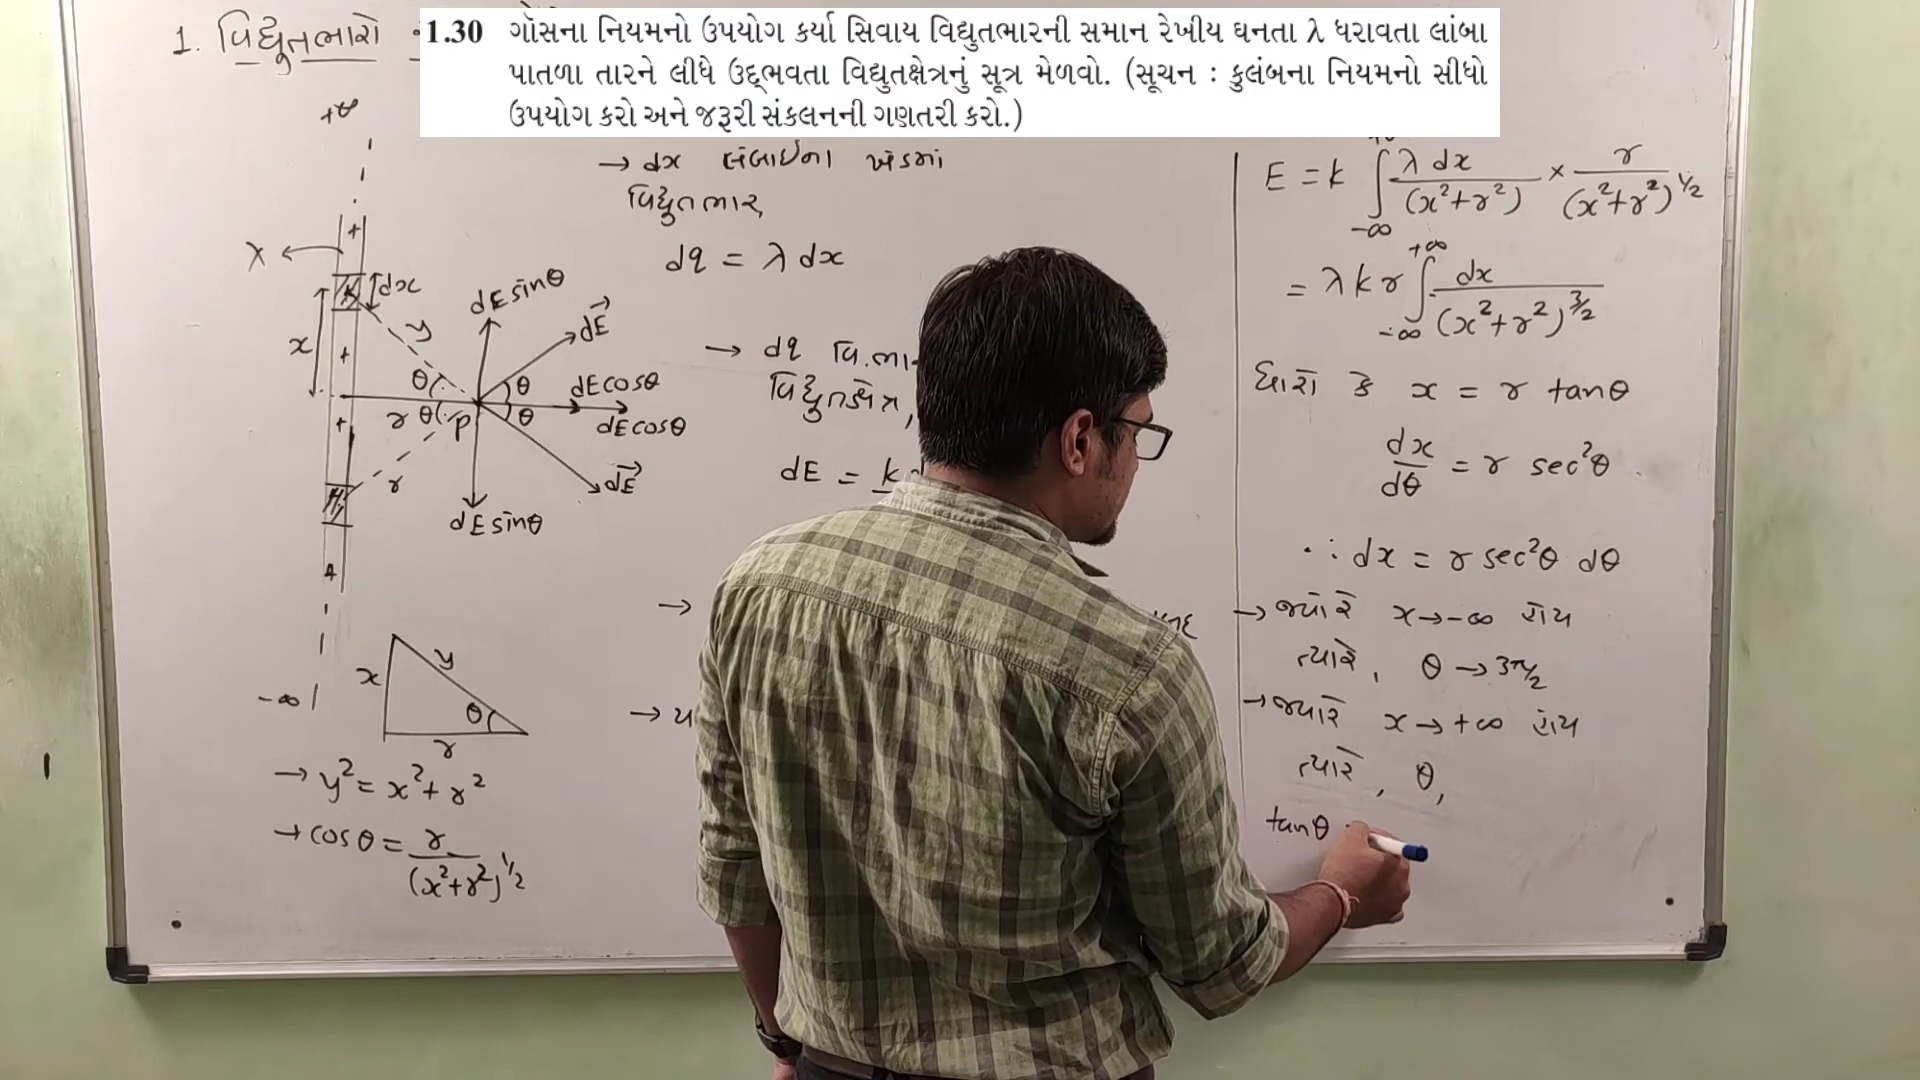 1. વિદ્યુતભારો
1.30 ગૉસના નિયમનો ઉપયોગ કર્યા સિવાય વિદ્યુતભારની સમાન રેખીય ઘનતા λ ધરાવતા લાંબા
પાતળા તારને લીધે ઉદ્ભવતા વિદ્યુતક્ષેત્રનું સૂત્ર મેળવો. (સૂચન : કુલંબના નિયમનો સીધો
ઉપયોગ કરો અને જરૂરી સંકલનની ગણતરી કરો.)
λ
dx
x
y
dE sinθ
dE
θ
θ
dE cosθ
r
θ
P
θ
dE cosθ
r
dE
dE sinθ
-∞
x
y
θ
r
→ y² = x² + r²
→ cosθ = r/(x²+r²)^1/2
→ dx લંબાઈના ખંડમાં
વિદ્યુતભાર,
dq = λ dx
→ dq વિ.ભા
વિદ્યુતક્ષેત્ર,
dE = k
→
→ ય
E = k ∫_{-∞} λ dx/(x²+r²) × r/(x²+r²)^1/2
= λ k r ∫_{-∞}^{+∞} dx/(x²+r²)^3/2
ધારો કે x = r tanθ
dx/dθ = r sec²θ
∴ dx = r sec²θ dθ
→ જ્યારે x → -∞ હોય
ત્યારે, θ → 3π/2
→ જ્યારે x → +∞ હોય
ત્યારે, θ,
tanθ